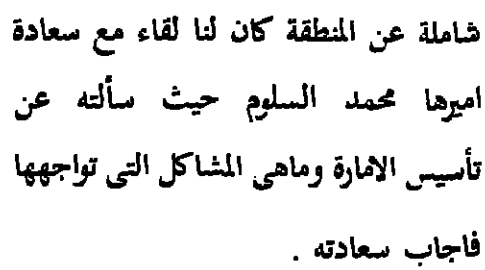 شاملة عن المنطقة كان لنا لقاء مع سعادة
اميرها محمد السلوم حيث سألته عن
تأسيس الامارة وماهى المشاكل التى تواجهها
فاجاب سعادته .